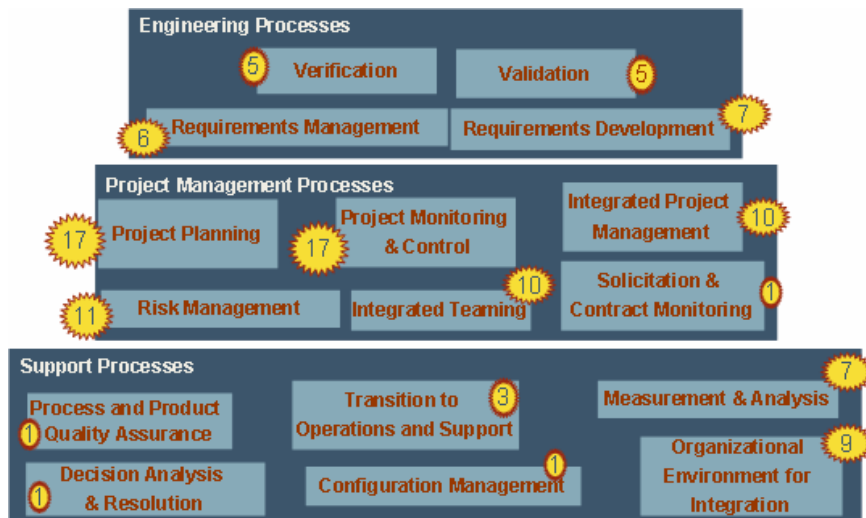 Engineering Processes
5
Verification
Validation
5
6
Requirements Management
Requirements Development
7
Project Management Processes
17
Project Planning
17
Project Monitoring
& Control
Integrated Project
Management
10
11
Risk Management
Integrated Teaming
10
Solicitation &
Contract Monitoring
1
Support Processes
Process and Product
1 Quality Assurance
Transition to
Operations and Support
3
Measurement & Analysis
7
Decision Analysis
1 & Resolution
Configuration Management
1
Organizational
Environment for
Integration
9